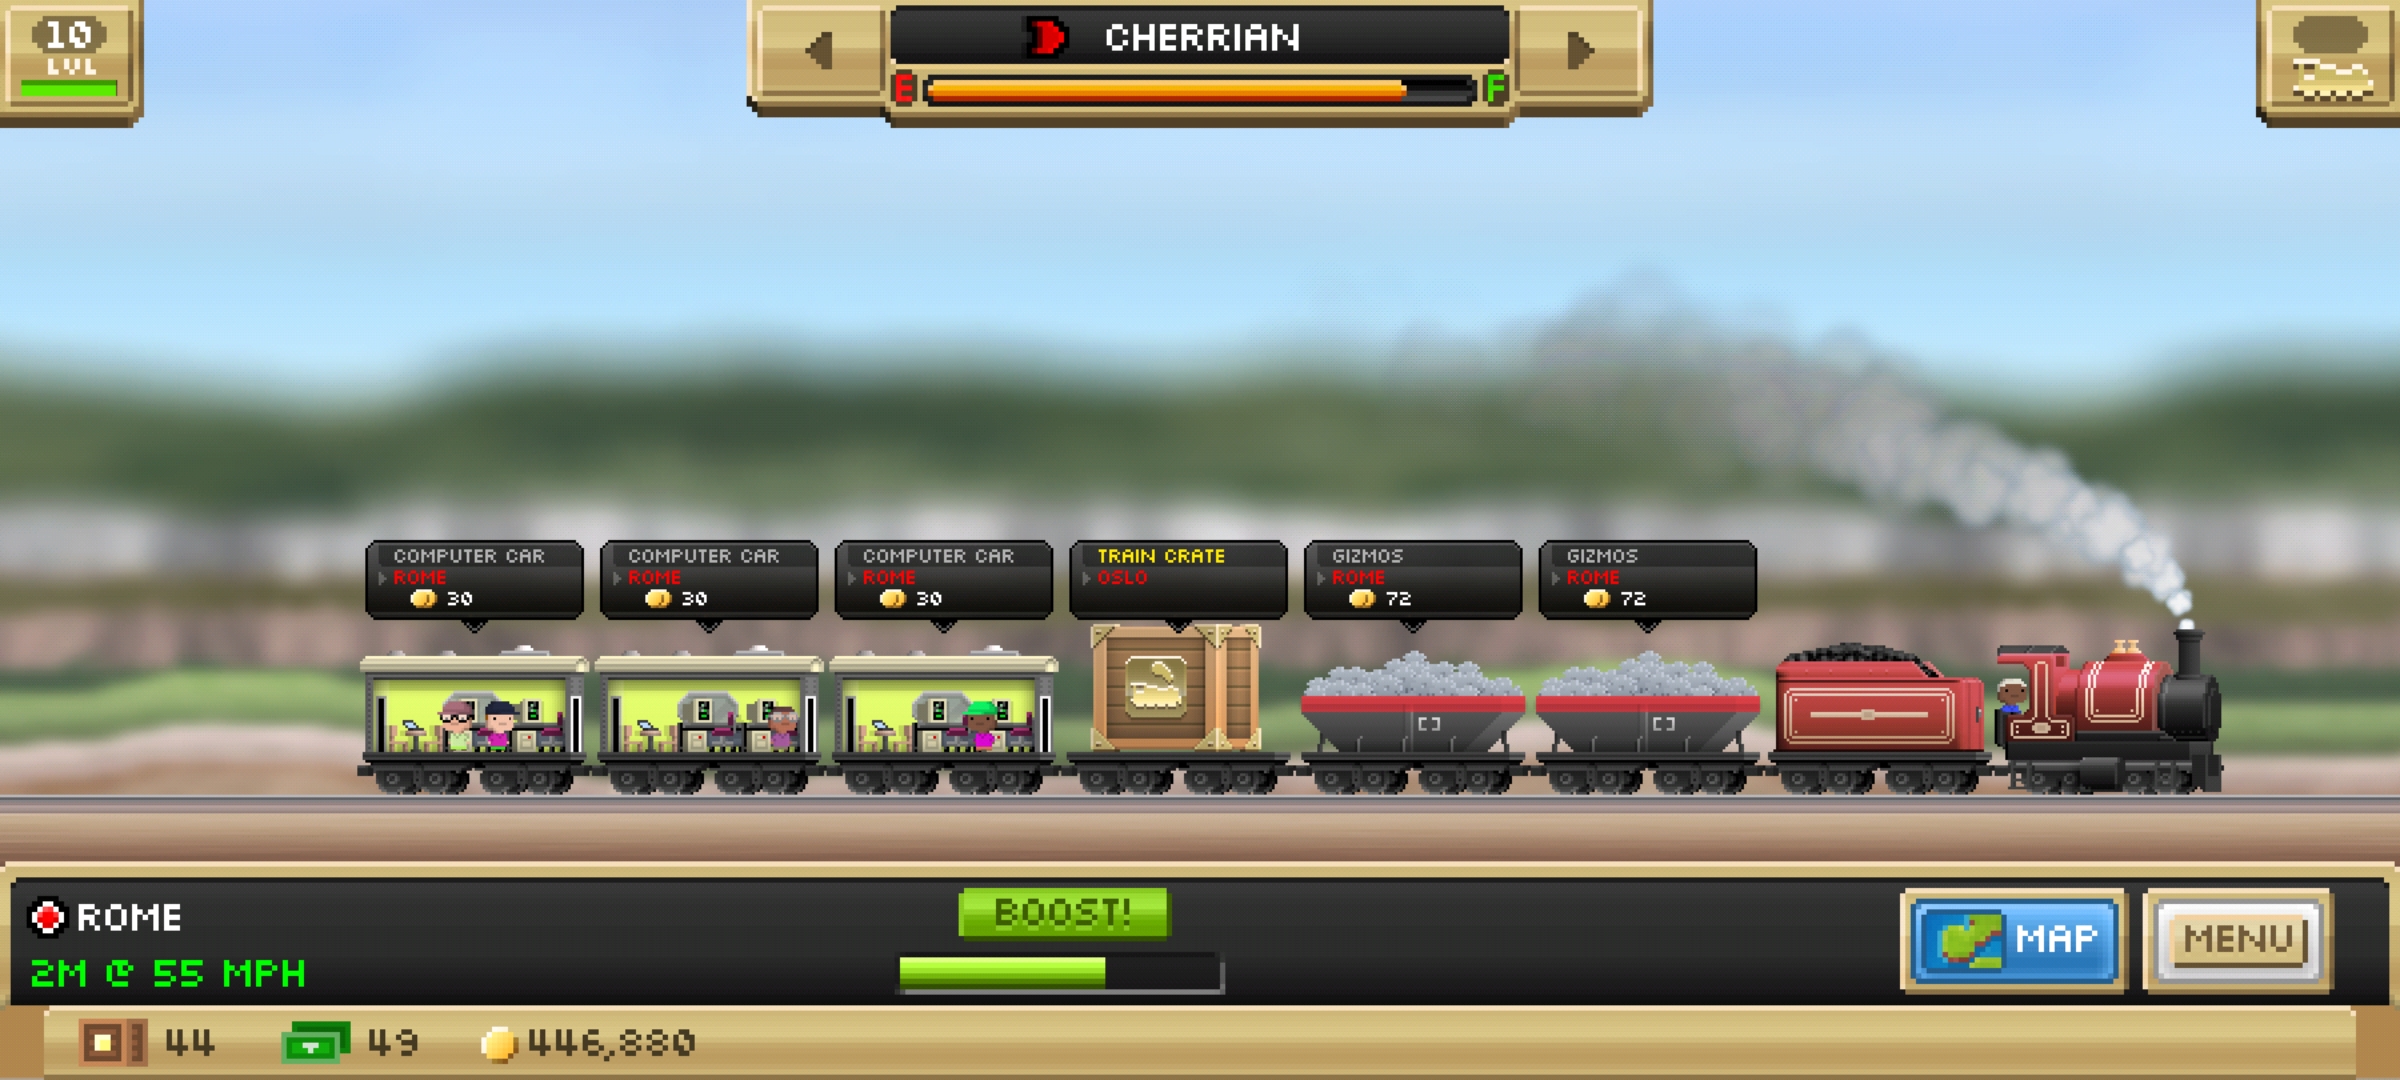 10
LVL
CHERRIAN
E
F
COMPUTER CAR
ROME
30
COMPUTER CAR
ROME
30
COMPUTER CAR
ROME
30
TRAIN CRATE
OSLO
GIZMOS
ROME
72
GIZMOS
ROME
72
ROME
2M @ 55 MPH
BOOST!
MAP
MENU
44
49
446,880